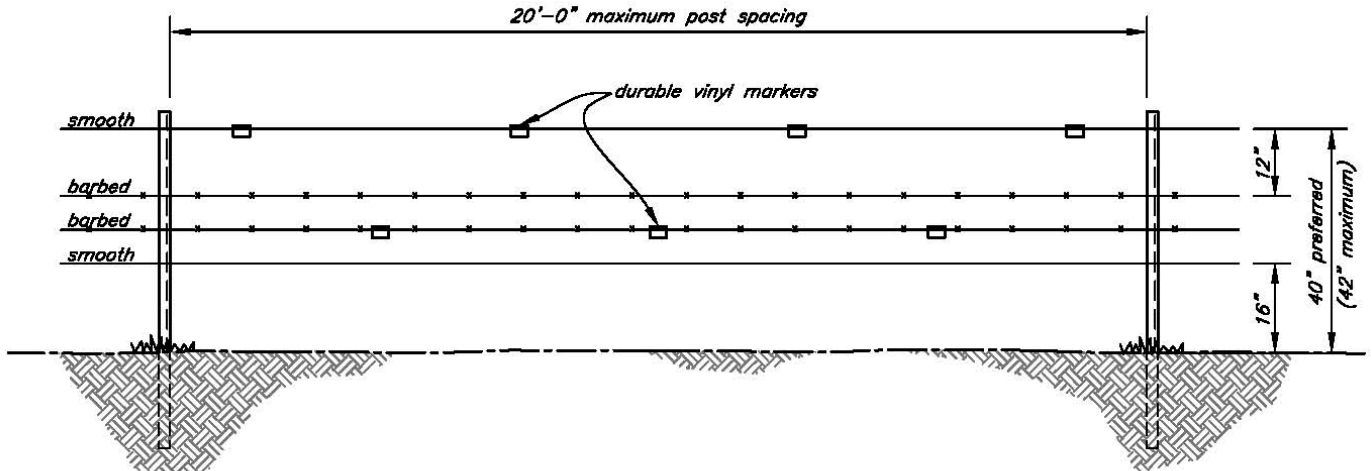 20'-0" maximum post spacing
durable vinyl markers
smooth
barbed
barbed
smooth
12"
16"
40" preferred
(42" maximum)